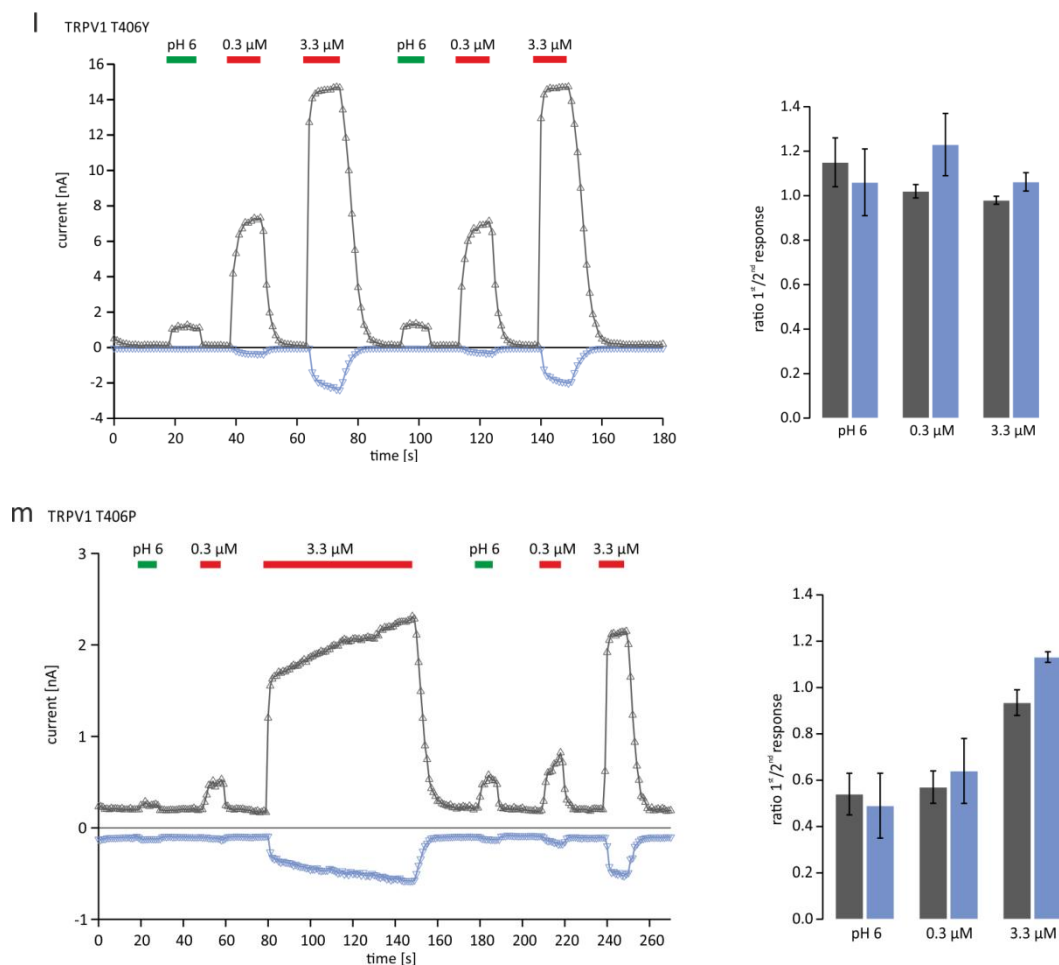 l TRPV1 T406Y
pH 6 0.3 µM 3.3 µM pH 6 0.3 µM 3.3 µM
16
14
12
10
8
6
4
2
0
-2
-4
current [nA]
0 20 40 60 80 100 120 140 160 180
time [s]
1.4
1.2
1.0
0.8
0.6
0.4
0.2
0.0
ratio 1st/2nd response
pH 6 0.3 µM 3.3 µM
m TRPV1 T406P
pH 6 0.3 µM 3.3 µM pH 6 0.3 µM 3.3 µM
3
2
1
0
-1
current [nA]
0 20 40 60 80 100 120 140 160 180 200 220 240 260
time [s]
1.4
1.2
1.0
0.8
0.6
0.4
0.2
0.0
ratio 1st/2nd response
pH 6 0.3 µM 3.3 µM